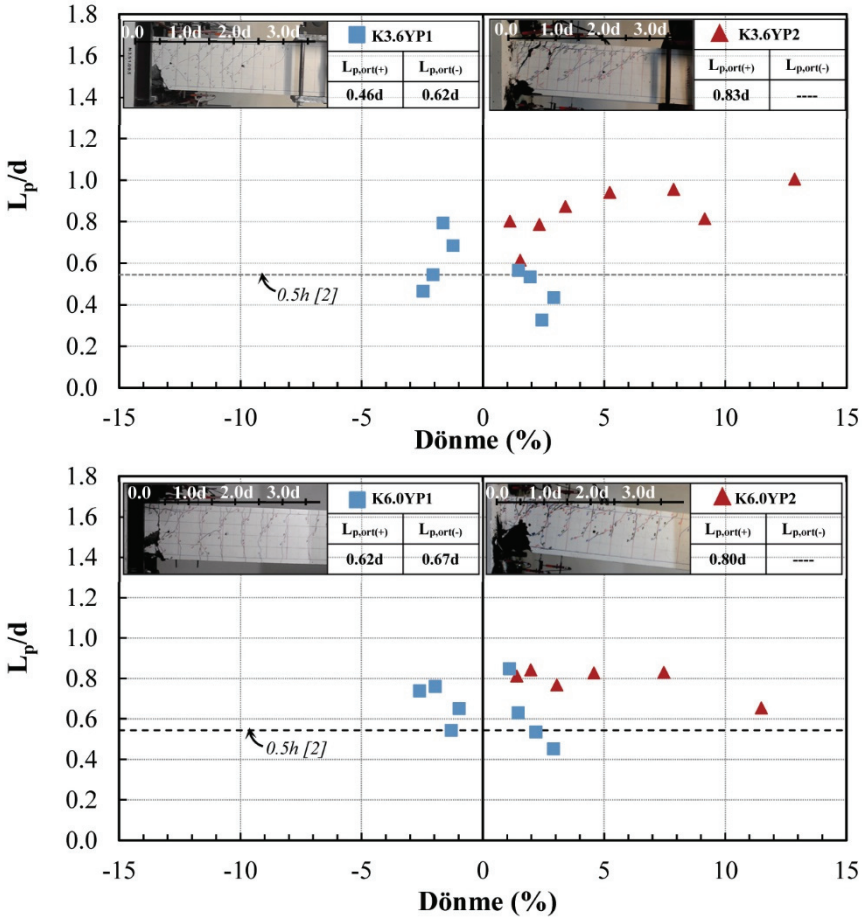 0.0 1.0d 2.0d 3.0d
K3.6YP1
Lp,ort(+) Lp,ort(-)
0.46d 0.62d
0.0 1.0d 2.0d 3.0d
K3.6YP2
Lp,ort(+) Lp,ort(-)
0.83d ----
1.8
1.6
1.4
1.2
1.0
0.8
0.6
0.4
0.2
0.0
Lp/d
0.5h [2]
-15 -10 -5 0 5 10 15
Dönme (%)
0.0 1.0d 2.0d 3.0d
K6.0YP1
Lp,ort(+) Lp,ort(-)
0.62d 0.67d
0.0 1.0d 2.0d 3.0d
K6.0YP2
Lp,ort(+) Lp,ort(-)
0.80d ----
1.8
1.6
1.4
1.2
1.0
0.8
0.6
0.4
0.2
0.0
Lp/d
0.5h [2]
-15 -10 -5 0 5 10 15
Dönme (%)